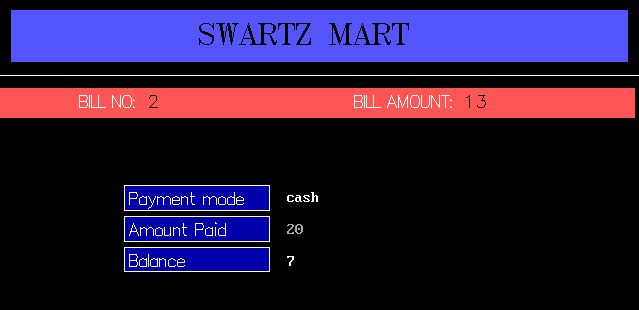 SWARTZ MART
BILL NO: 2 BILL AMOUNT: 13
Payment mode cash
Amount Paid 20
Balance 7